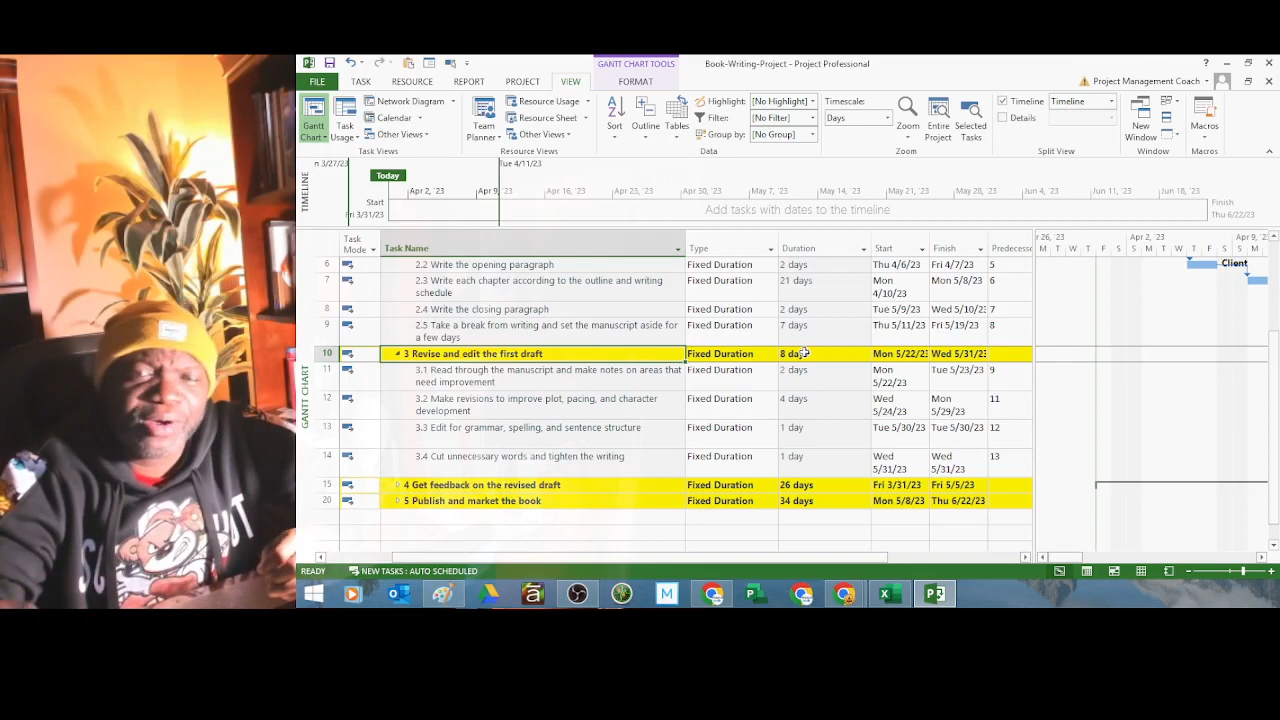 Book-Writing-Project - Project Professional
GANTT CHART TOOLS
FILE TASK RESOURCE REPORT PROJECT VIEW FORMAT
Project Management Coach
Gantt Chart
Task Usage
Network Diagram
Calendar
Other Views
Task Views
Team Planner
Resource Usage
Resource Sheet
Other Views
Resource Views
Sort
Outline
Tables
Highlight: [No Highlight]
Filter: [No Filter]
Group by: [No Group]
Data
Timescale:
Days
Zoom
Entire Project
Selected Tasks
Zoom
Timeline Timeline
Details
Split View
New Window
Window
Macros
Macros
TIMELINE
n 3/27/23 Tue 4/11/23
Today
Apr 2, '23 Apr 9, '23 Apr 16, '23 Apr 23, '23 Apr 30, '23 May 7, '23 May 14, '23 May 21, '23 May 28, '23 Jun 4, '23 Jun 11, '23 Jun 18, '23
Start
Fri 3/31/23
Add tasks with dates to the timeline
Finish
Thu 6/22/23
GANTT CHART
Task Mode Task Name Type Duration Start Finish Predecess
26, '23 Apr 2, '23 Apr 9, '23
M T W T F S S M T W T F S S M
6 2.2 Write the opening paragraph Fixed Duration 2 days Thu 4/6/23 Fri 4/7/23 5
Client
7 2.3 Write each chapter according to the outline and writing schedule Fixed Duration 21 days Mon 4/10/23 Mon 5/8/23 6
8 2.4 Write the closing paragraph Fixed Duration 2 days Tue 5/9/23 Wed 5/10/23 7
9 2.5 Take a break from writing and set the manuscript aside for a few days Fixed Duration 7 days Thu 5/11/23 Fri 5/19/23 8
10 3 Revise and edit the first draft Fixed Duration 8 days Mon 5/22/23 Wed 5/31/23
11 3.1 Read through the manuscript and make notes on areas that need improvement Fixed Duration 2 days Mon 5/22/23 Tue 5/23/23 9
12 3.2 Make revisions to improve plot, pacing, and character development Fixed Duration 4 days Wed 5/24/23 Mon 5/29/23 11
13 3.3 Edit for grammar, spelling, and sentence structure Fixed Duration 1 day Tue 5/30/23 Tue 5/30/23 12
14 3.4 Cut unnecessary words and tighten the writing Fixed Duration 1 day Wed 5/31/23 Wed 5/31/23 13
15 4 Get feedback on the revised draft Fixed Duration 26 days Fri 3/31/23 Fri 5/5/23
20 5 Publish and market the book Fixed Duration 34 days Mon 5/8/23 Thu 6/22/23
READY NEW TASKS : AUTO SCHEDULED